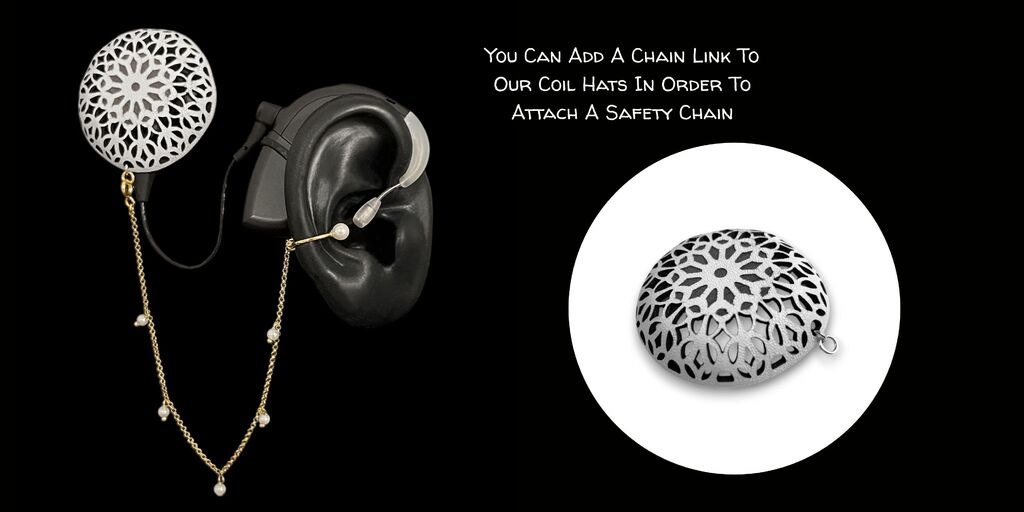 You Can Add A Chain Link To
Our Coil Hats In Order To
Attach A Safety Chain